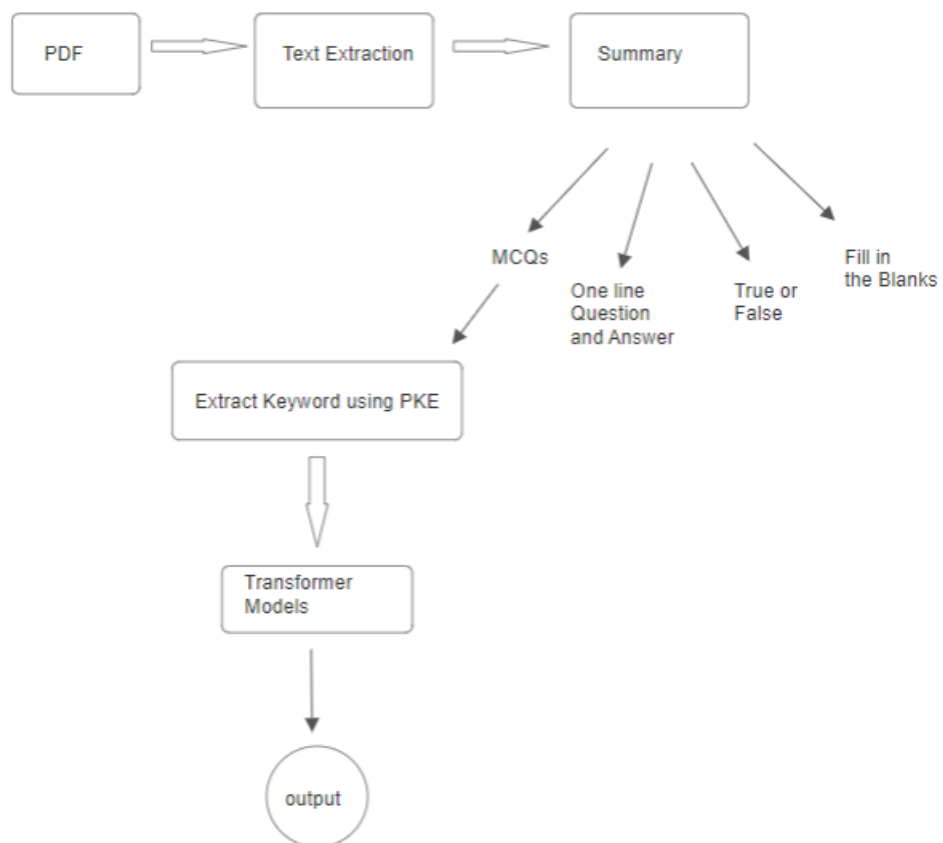 PDF
Text Extraction
Summary
MCQs
One line
Question
and Answer
True or
False
Fill in
the Blanks
Extract Keyword using PKE
Transformer
Models
output